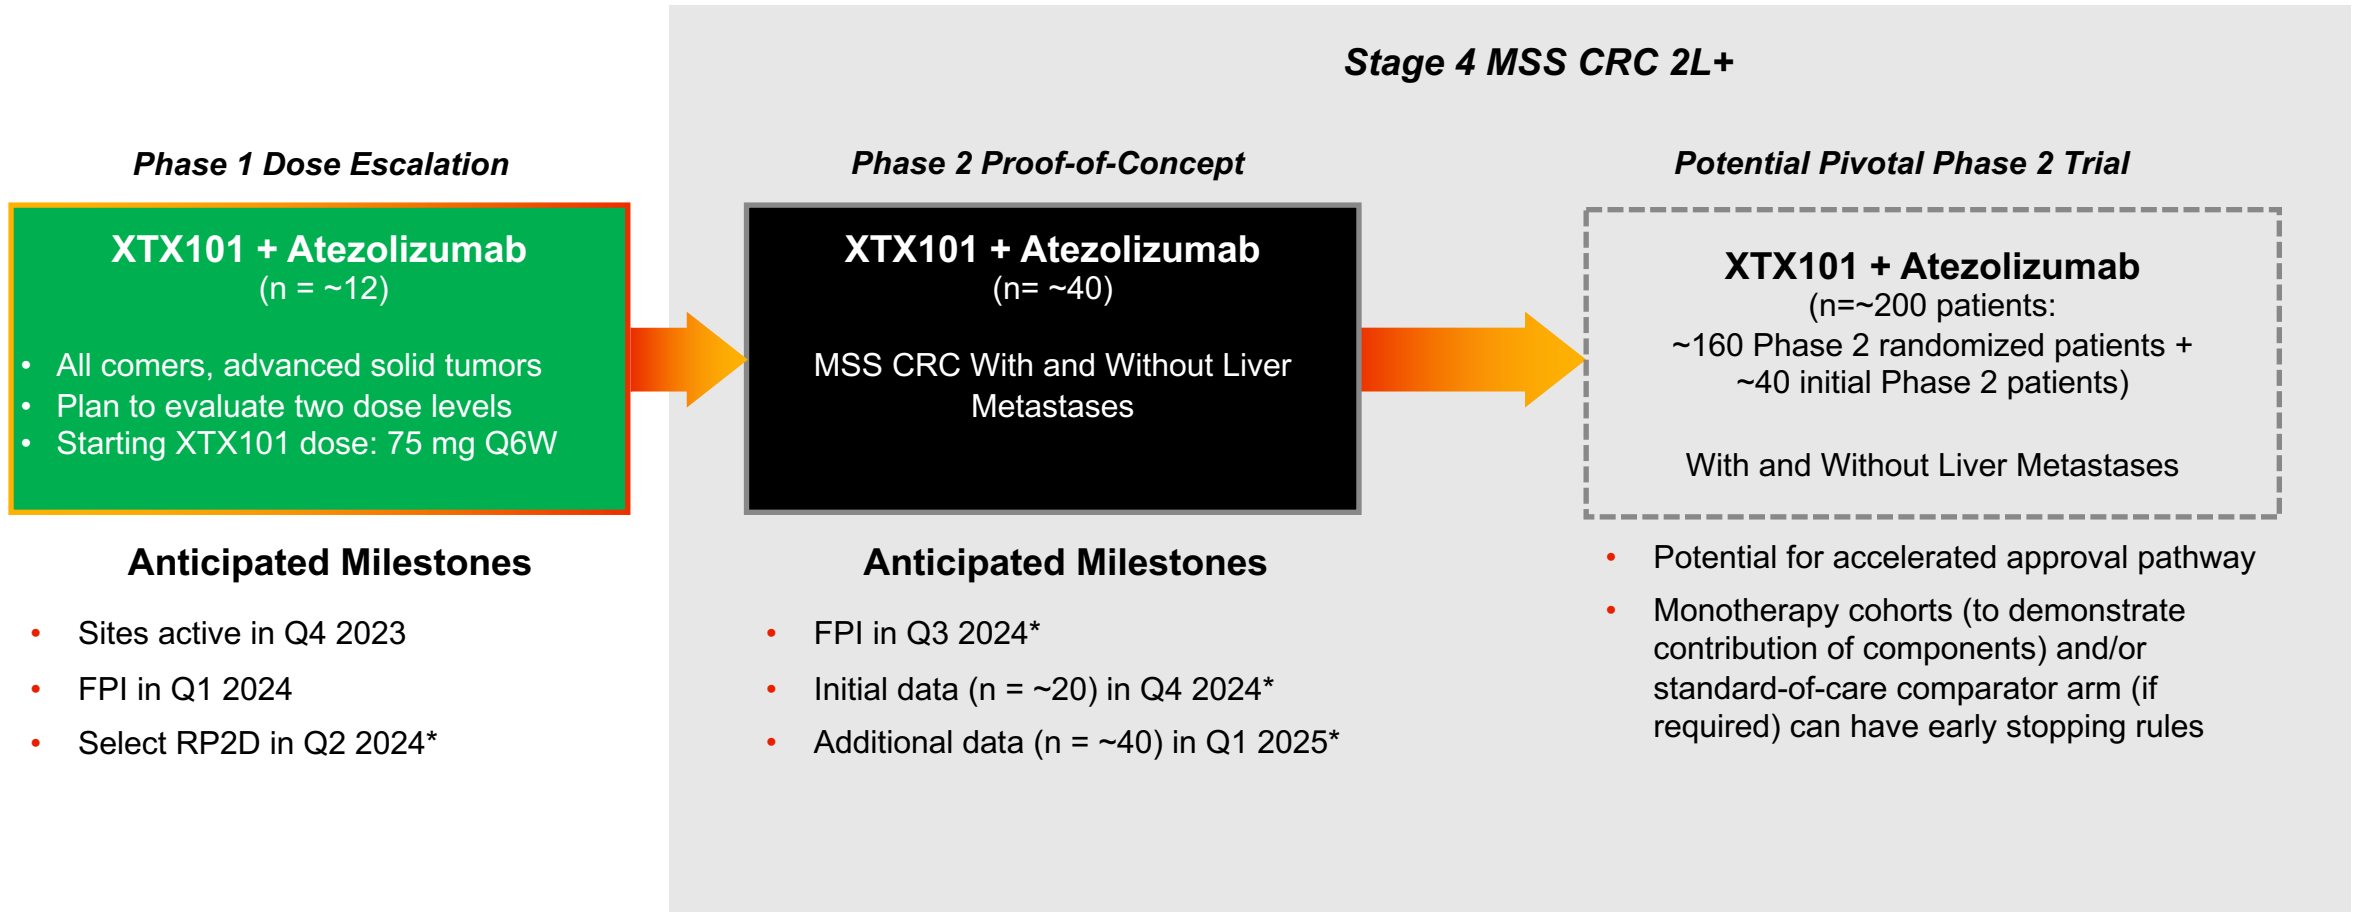 Stage 4 MSS CRC 2L+
Phase 1 Dose Escalation
XTX101 + Atezolizumab
(n = ~12)
• All comers, advanced solid tumors
• Plan to evaluate two dose levels
• Starting XTX101 dose: 75 mg Q6W
Anticipated Milestones
• Sites active in Q4 2023
• FPI in Q1 2024
• Select RP2D in Q2 2024*
Phase 2 Proof-of-Concept
XTX101 + Atezolizumab
(n= ~40)
MSS CRC With and Without Liver
Metastases
Anticipated Milestones
• FPI in Q3 2024*
• Initial data (n = ~20) in Q4 2024*
• Additional data (n = ~40) in Q1 2025*
Potential Pivotal Phase 2 Trial
XTX101 + Atezolizumab
(n=~200 patients:
~160 Phase 2 randomized patients +
~40 initial Phase 2 patients)
With and Without Liver Metastases
• Potential for accelerated approval pathway
• Monotherapy cohorts (to demonstrate
contribution of components) and/or
standard-of-care comparator arm (if
required) can have early stopping rules